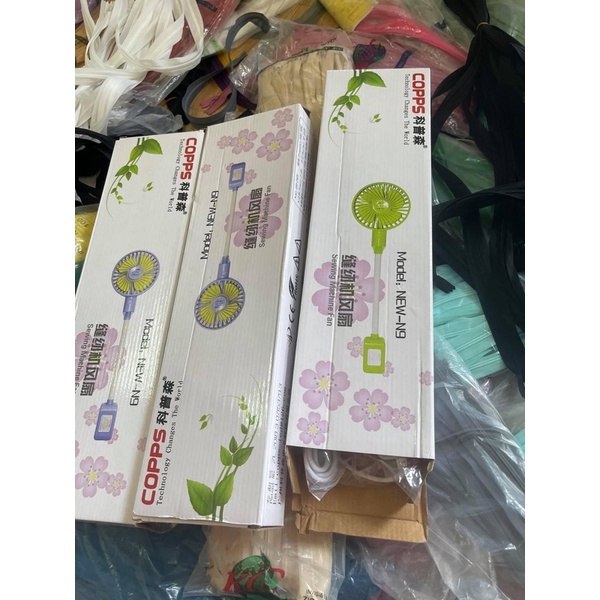 COPPS 科普森®
Technology Changes The World
Model: NEW-N9
缝纫机风扇
Sewing Machine Fan
COPPS 科普森®
Technology Changes The World
Model: NEW-N9
缝纫机风扇
Sewing Machine Fan
COPPS 科普森®
Technology Changes The World
Model: NEW-N9
缝纫机风扇
Sewing Machine Fan